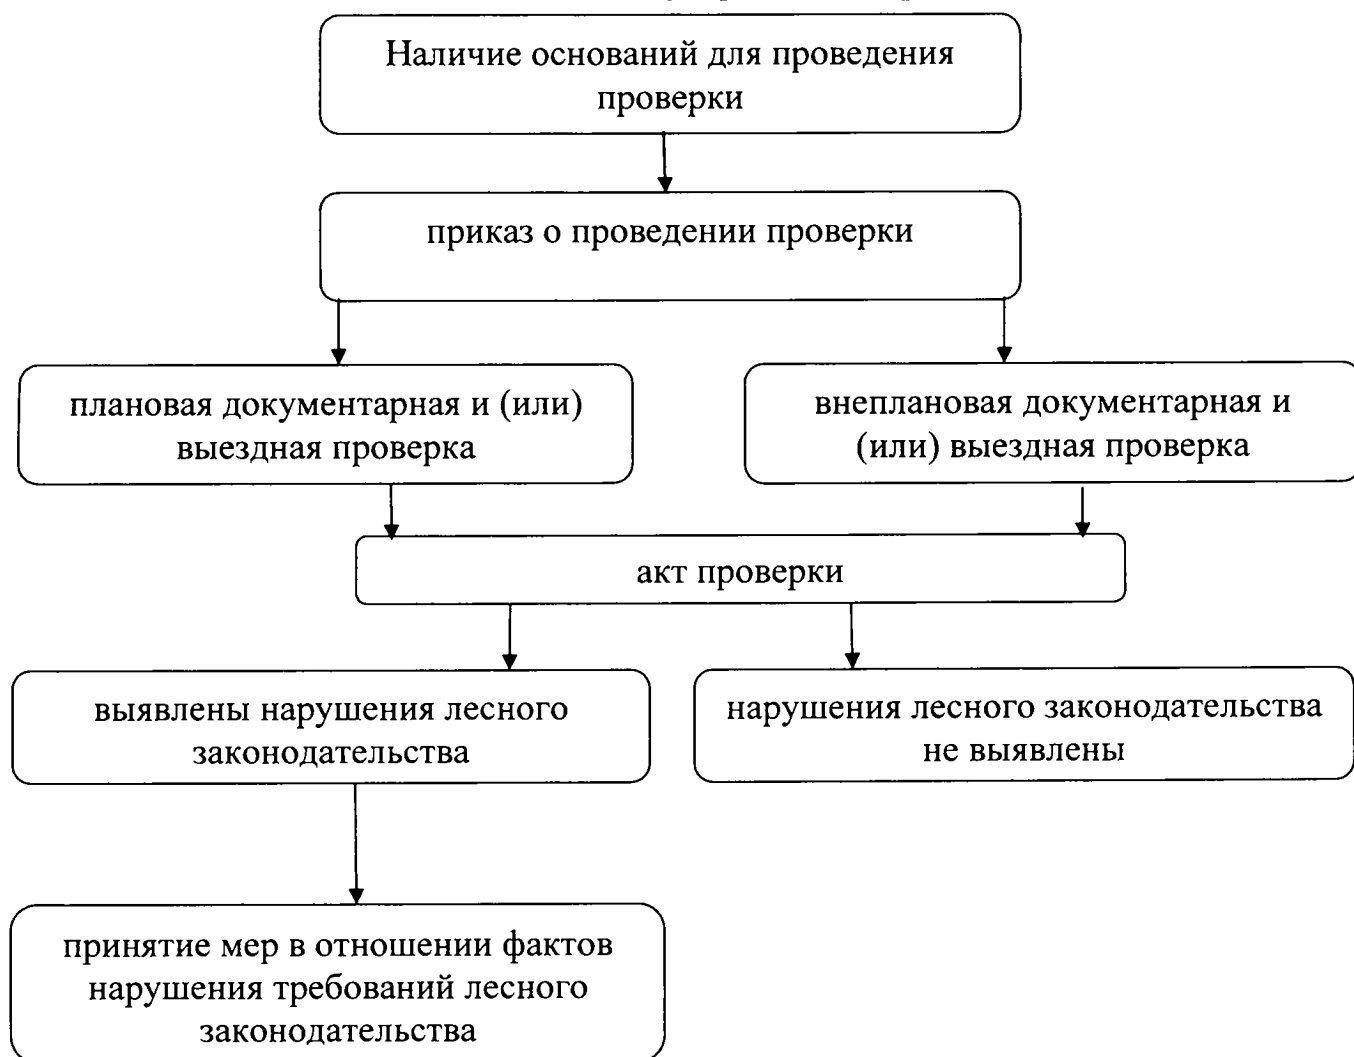 Наличие оснований для проведения
проверки
приказ о проведении проверки
плановая документарная и (или)
выездная проверка
внеплановая документарная и
(или) выездная проверка
акт проверки
выявлены нарушения лесного
законодательства
нарушения лесного законодательства
не выявлены
принятие мер в отношении фактов
нарушения требований лесного
законодательства